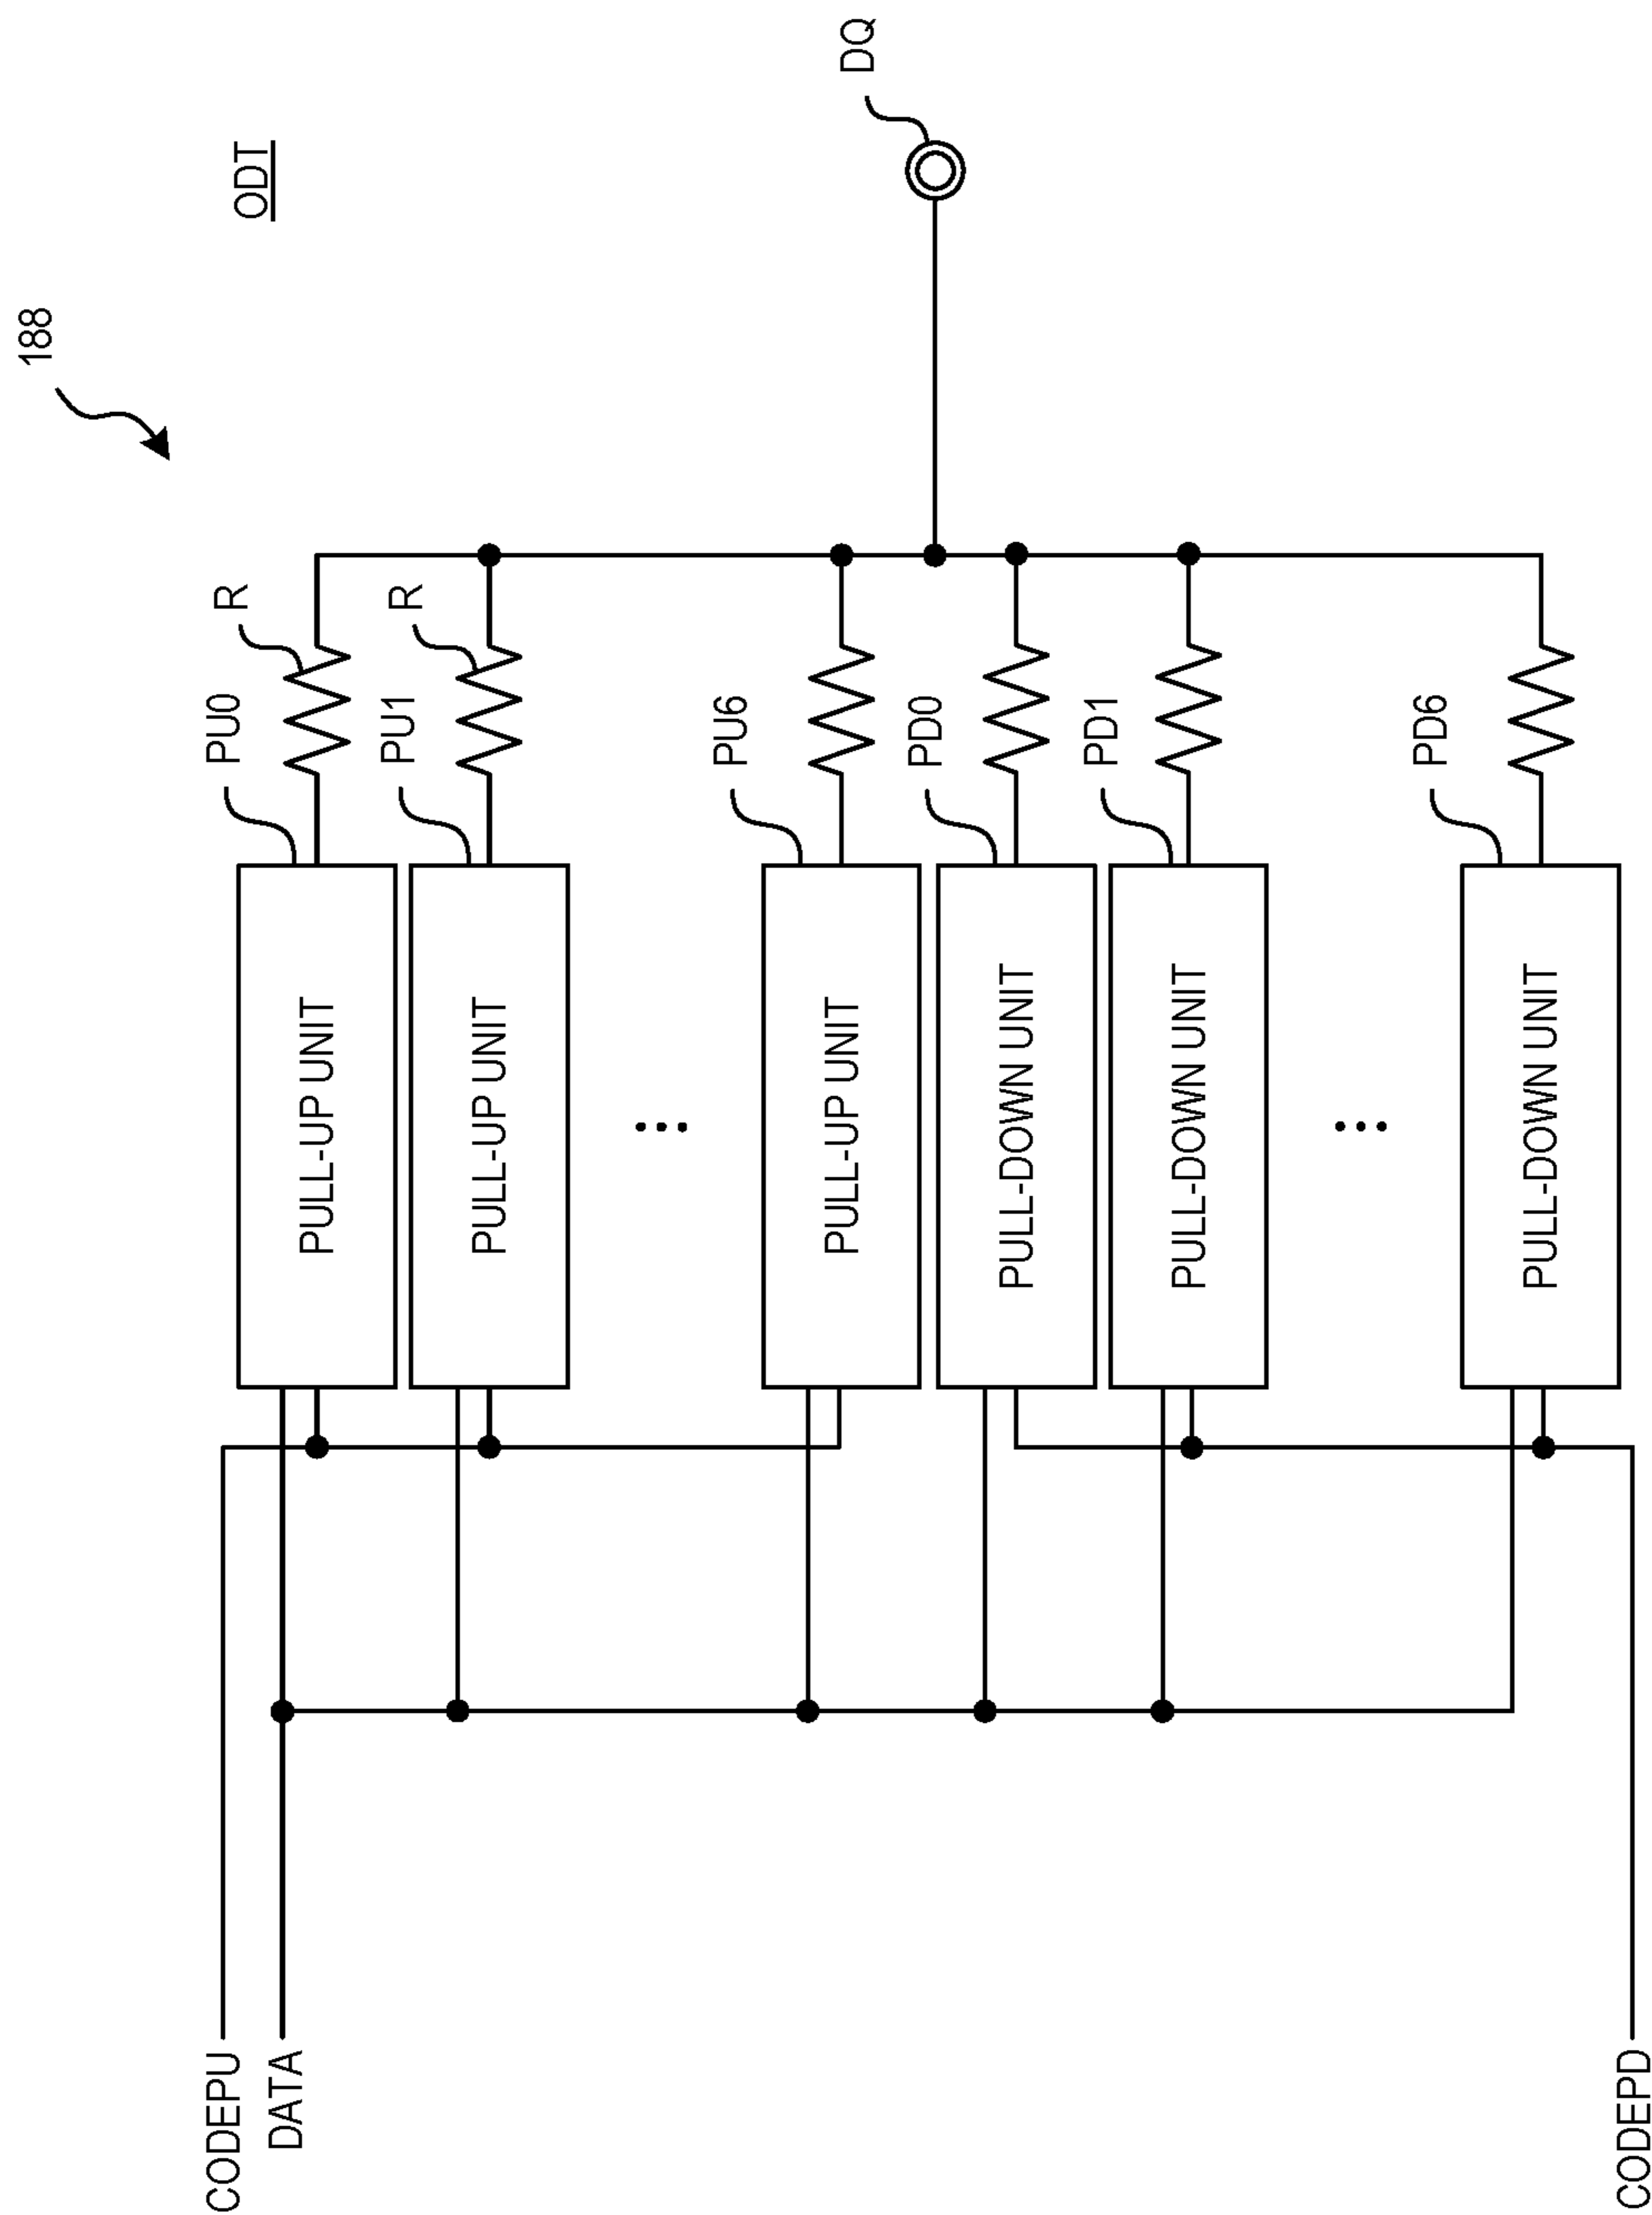 188
ODT
CODEPU
DATA
PULL-UP UNIT
PU0
R
PULL-UP UNIT
PU1
R
...
PULL-UP UNIT
PU6
DQ
PULL-DOWN UNIT
PD0
PULL-DOWN UNIT
PD1
...
PULL-DOWN UNIT
PD6
CODEPD